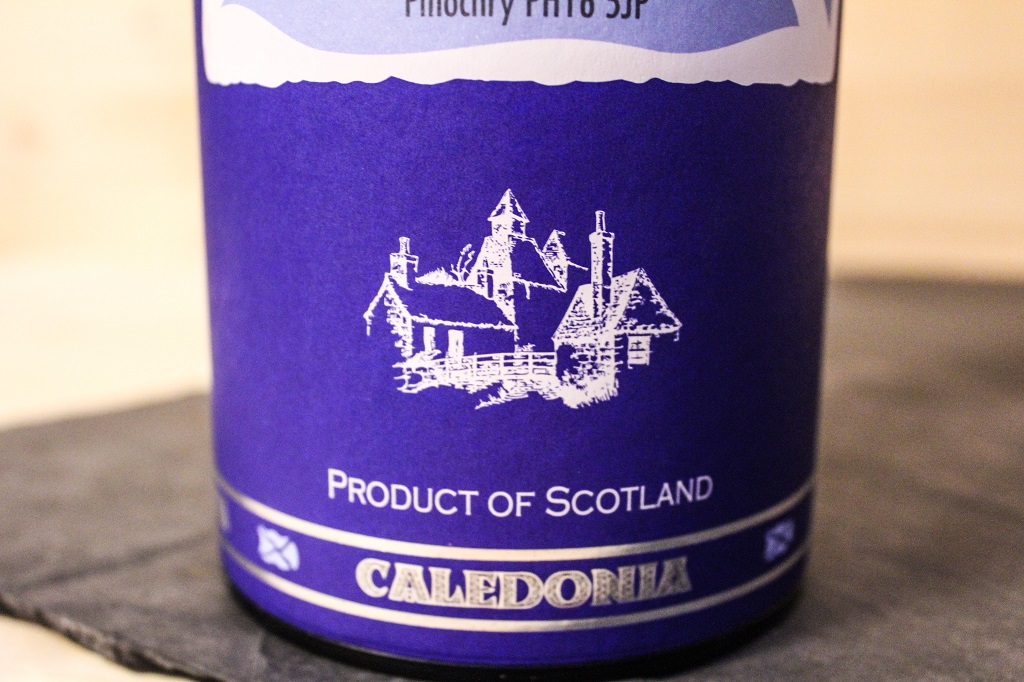 Pitlochry PH16 5JP
PRODUCT OF SCOTLAND
CALEDONIA